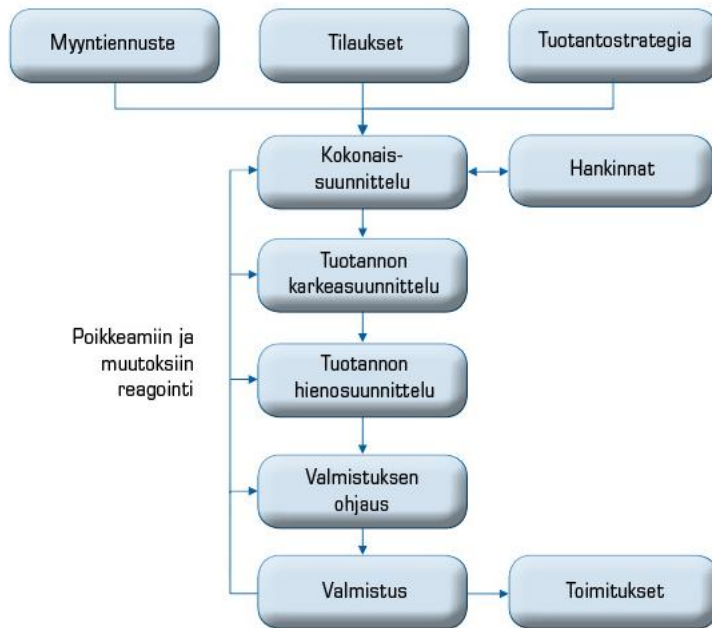 Myyntiennuste
Tilaukset
Tuotantostrategia
Kokonais-
suunnittelu
Hankinnat
Tuotannon
karkeasuunnittelu
Poikkeamiin ja
muutoksiin
reagointi
Tuotannon
hienosuunnittelu
Valmistuksen
ohjaus
Valmistus
Toimitukset